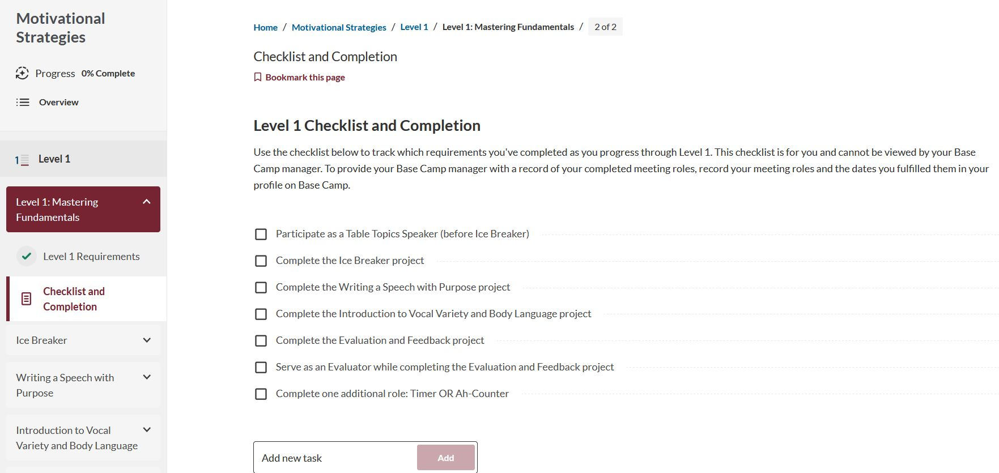 Motivational
Strategies
Progress 0% Complete
Overview
1 Level 1
Level 1: Mastering
Fundamentals
Level 1 Requirements
Checklist and
Completion
Ice Breaker
Writing a Speech with
Purpose
Introduction to Vocal
Variety and Body Language
Home / Motivational Strategies / Level 1 / Level 1: Mastering Fundamentals / 2 of 2
Checklist and Completion
Bookmark this page
Level 1 Checklist and Completion
Use the checklist below to track which requirements you've completed as you progress through Level 1. This checklist is for you and cannot be viewed by your Base
Camp manager. To provide your Base Camp manager with a record of your completed meeting roles, record your meeting roles and the dates you fulfilled them in your
profile on Base Camp.
Participate as a Table Topics Speaker (before Ice Breaker)
Complete the Ice Breaker project
Complete the Writing a Speech with Purpose project
Complete the Introduction to Vocal Variety and Body Language project
Complete the Evaluation and Feedback project
Serve as an Evaluator while completing the Evaluation and Feedback project
Complete one additional role: Timer OR Ah-Counter
Add new task Add